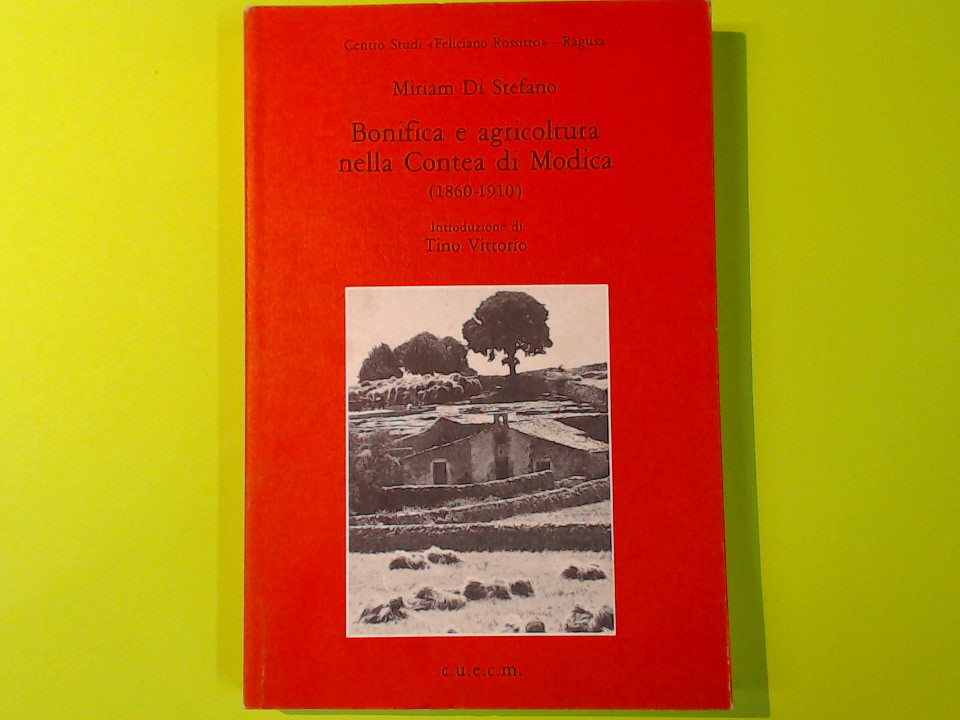 Centro Studi «Feliciano Rossitto» - Ragusa
Miriam Di Stefano
Bonifica e agricoltura
nella Contea di Modica
(1860-1910)
Introduzione di
Tino Vittorio
c.u.e.c.m.